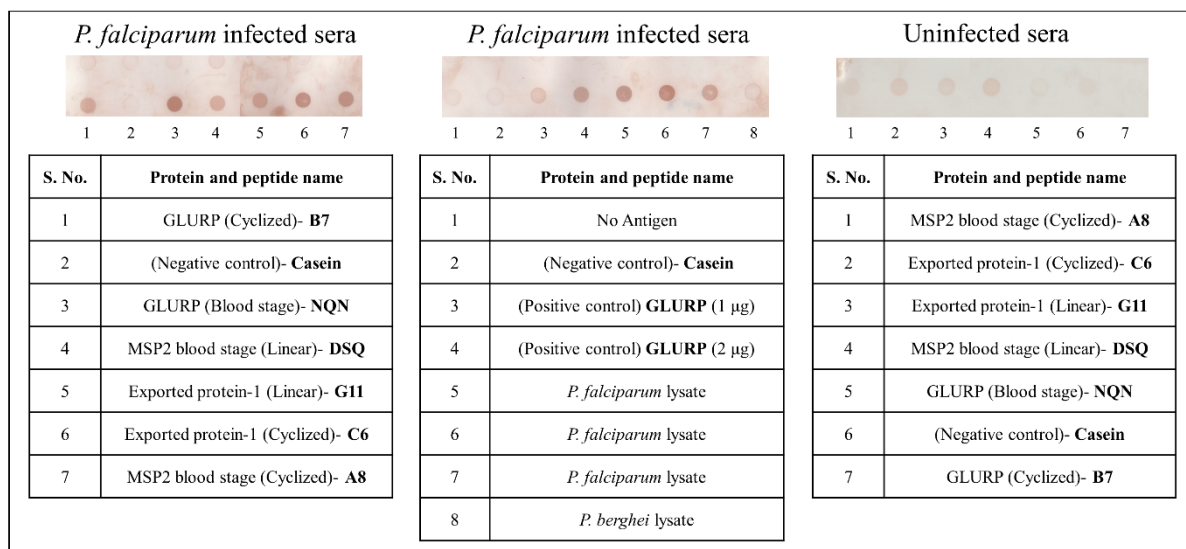 P. falciparum infected sera
1 2 3 4 5 6 7
S. No. Protein and peptide name
1 GLURP (Cyclized)- B7
2 (Negative control)- Casein
3 GLURP (Blood stage)- NQN
4 MSP2 blood stage (Linear)- DSQ
5 Exported protein-1 (Linear)- G11
6 Exported protein-1 (Cyclized)- C6
7 MSP2 blood stage (Cyclized)- A8
P. falciparum infected sera
1 2 3 4 5 6 7 8
S. No. Protein and peptide name
1 No Antigen
2 (Negative control)- Casein
3 (Positive control) GLURP (1 μg)
4 (Positive control) GLURP (2 μg)
5 P. falciparum lysate
6 P. falciparum lysate
7 P. falciparum lysate
8 P. berghei lysate
Uninfected sera
1 2 3 4 5 6 7
S. No. Protein and peptide name
1 MSP2 blood stage (Cyclized)- A8
2 Exported protein-1 (Cyclized)- C6
3 Exported protein-1 (Linear)- G11
4 MSP2 blood stage (Linear)- DSQ
5 GLURP (Blood stage)- NQN
6 (Negative control)- Casein
7 GLURP (Cyclized)- B7